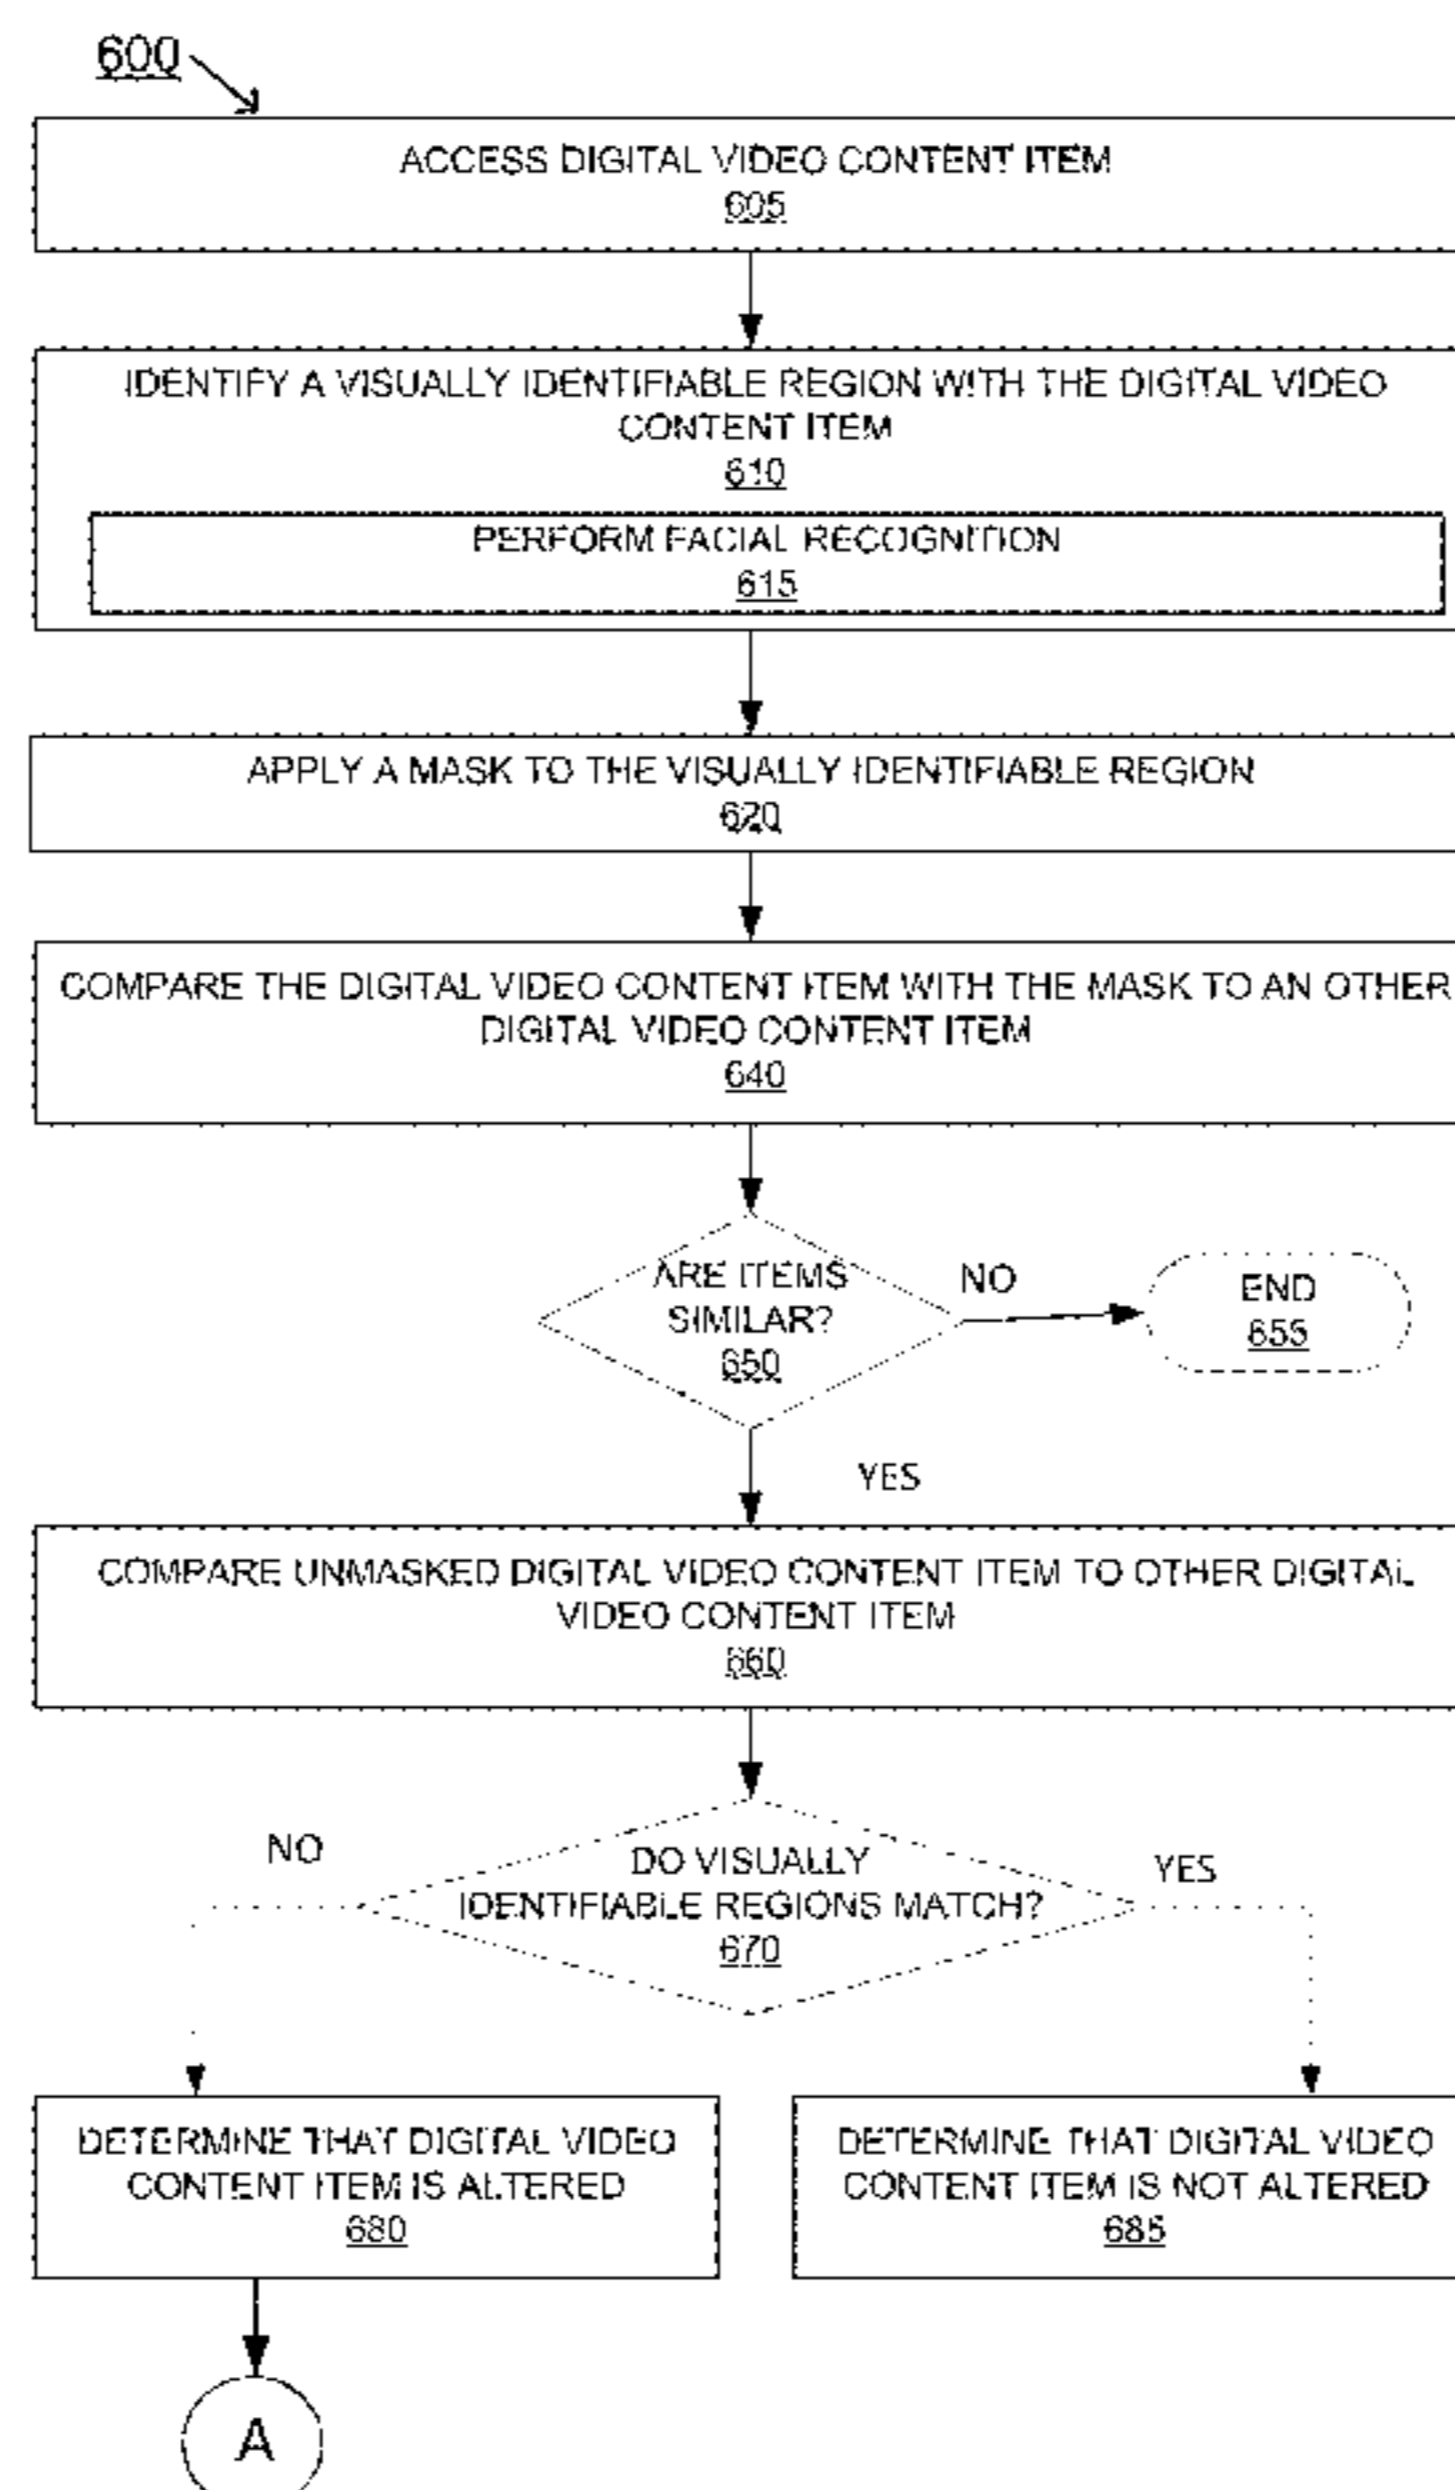 600
ACCESS DIGITAL VIDEO CONTENT ITEM
605
IDENTIFY A VISUALLY IDENTIFIABLE REGION WITH THE DIGITAL VIDEO
CONTENT ITEM
610
PERFORM FACIAL RECOGNITION
615
APPLY A MASK TO THE VISUALLY IDENTIFIABLE REGION
620
COMPARE THE DIGITAL VIDEO CONTENT ITEM WITH THE MASK TO AN OTHER
DIGITAL VIDEO CONTENT ITEM
640
ARE ITEMS
SIMILAR?
650
NO
END
655
YES
COMPARE UNMASKED DIGITAL VIDEO CONTENT ITEM TO OTHER DIGITAL
VIDEO CONTENT ITEM
660
NO
DO VISUALLY
IDENTIFIABLE REGIONS MATCH?
670
YES
DETERMINE THAT DIGITAL VIDEO
CONTENT ITEM IS ALTERED
680
DETERMINE THAT DIGITAL VIDEO
CONTENT ITEM IS NOT ALTERED
685
A